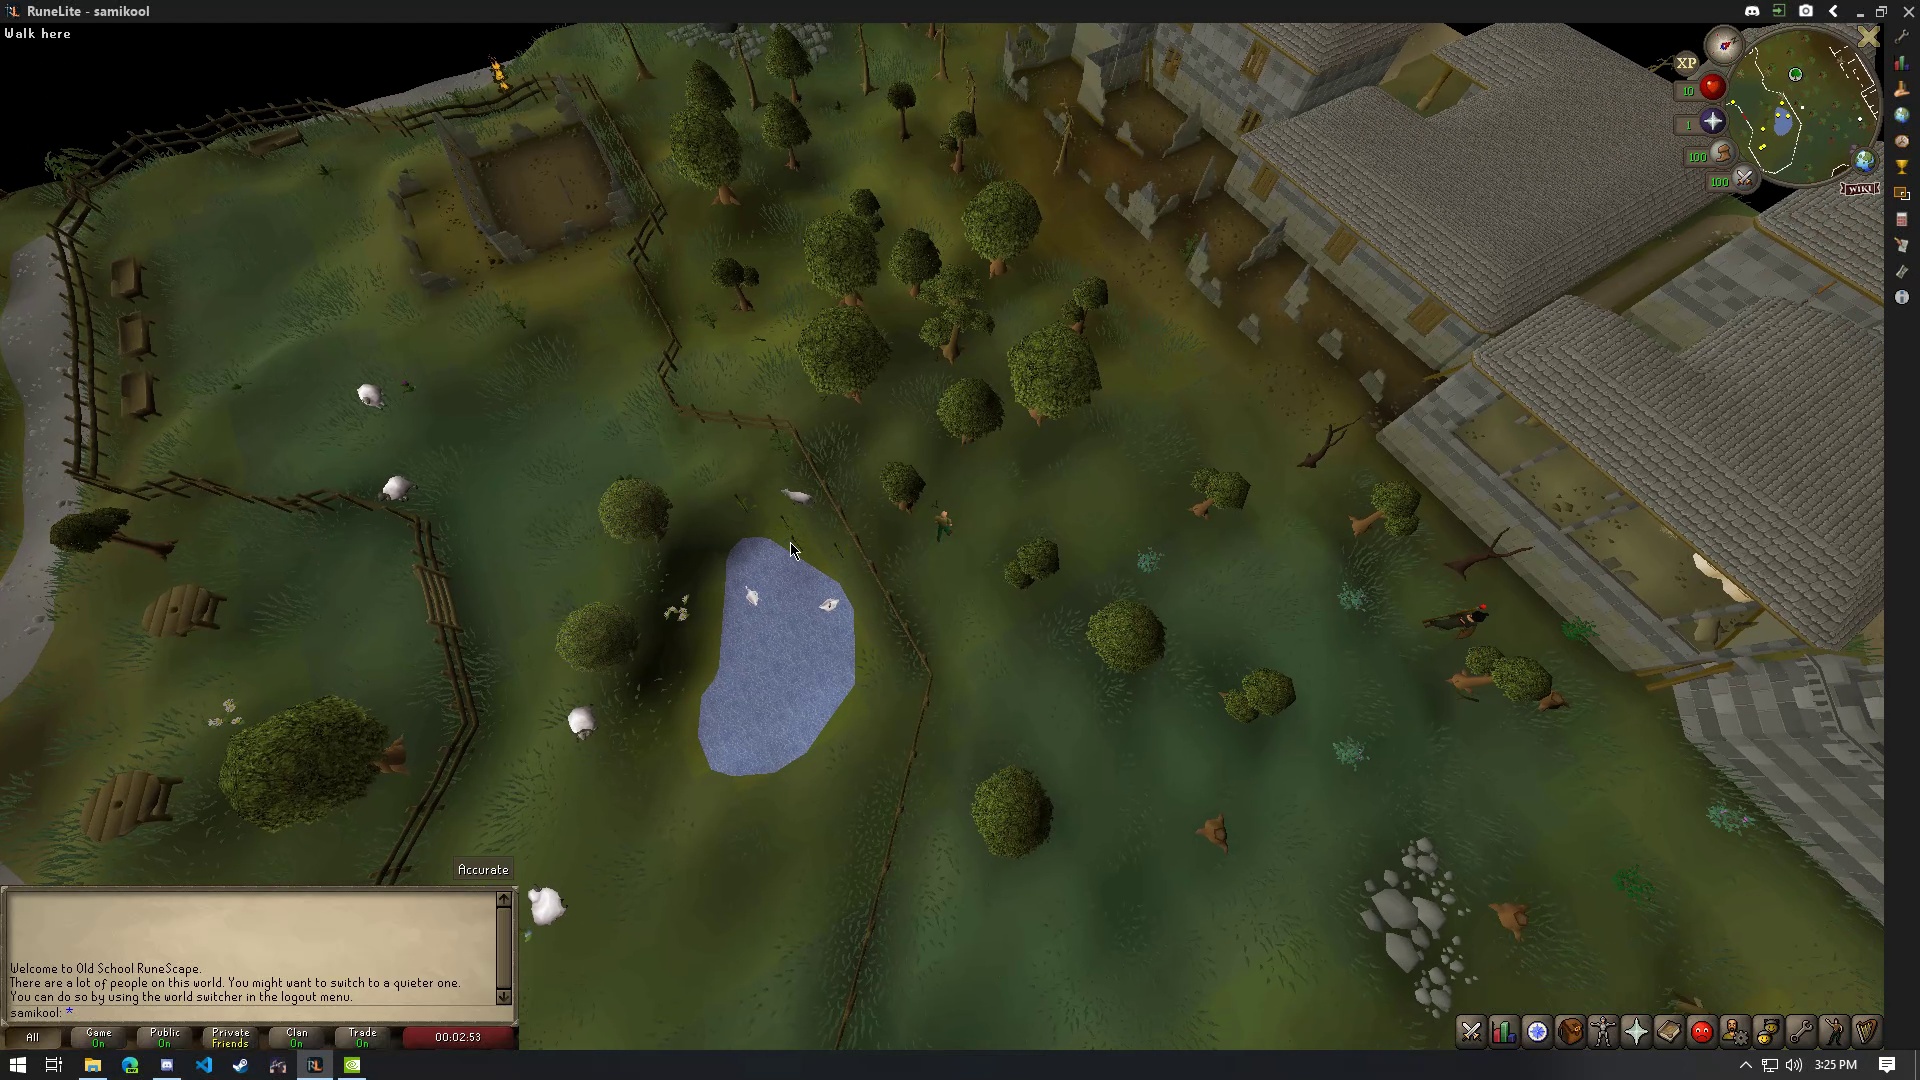 RuneLite - samikool
Walk here
XP
10
1
100
100
WIKI
Accurate
Welcome to Old School RuneScape.
There are a lot of people on this world. You might want to switch to a quieter one.
You can do so by using the world switcher in the logout menu.
samikool: *
All
Game
On
Public
On
Private
Friends
Clan
On
Trade
On
00:02:53
3:25 PM